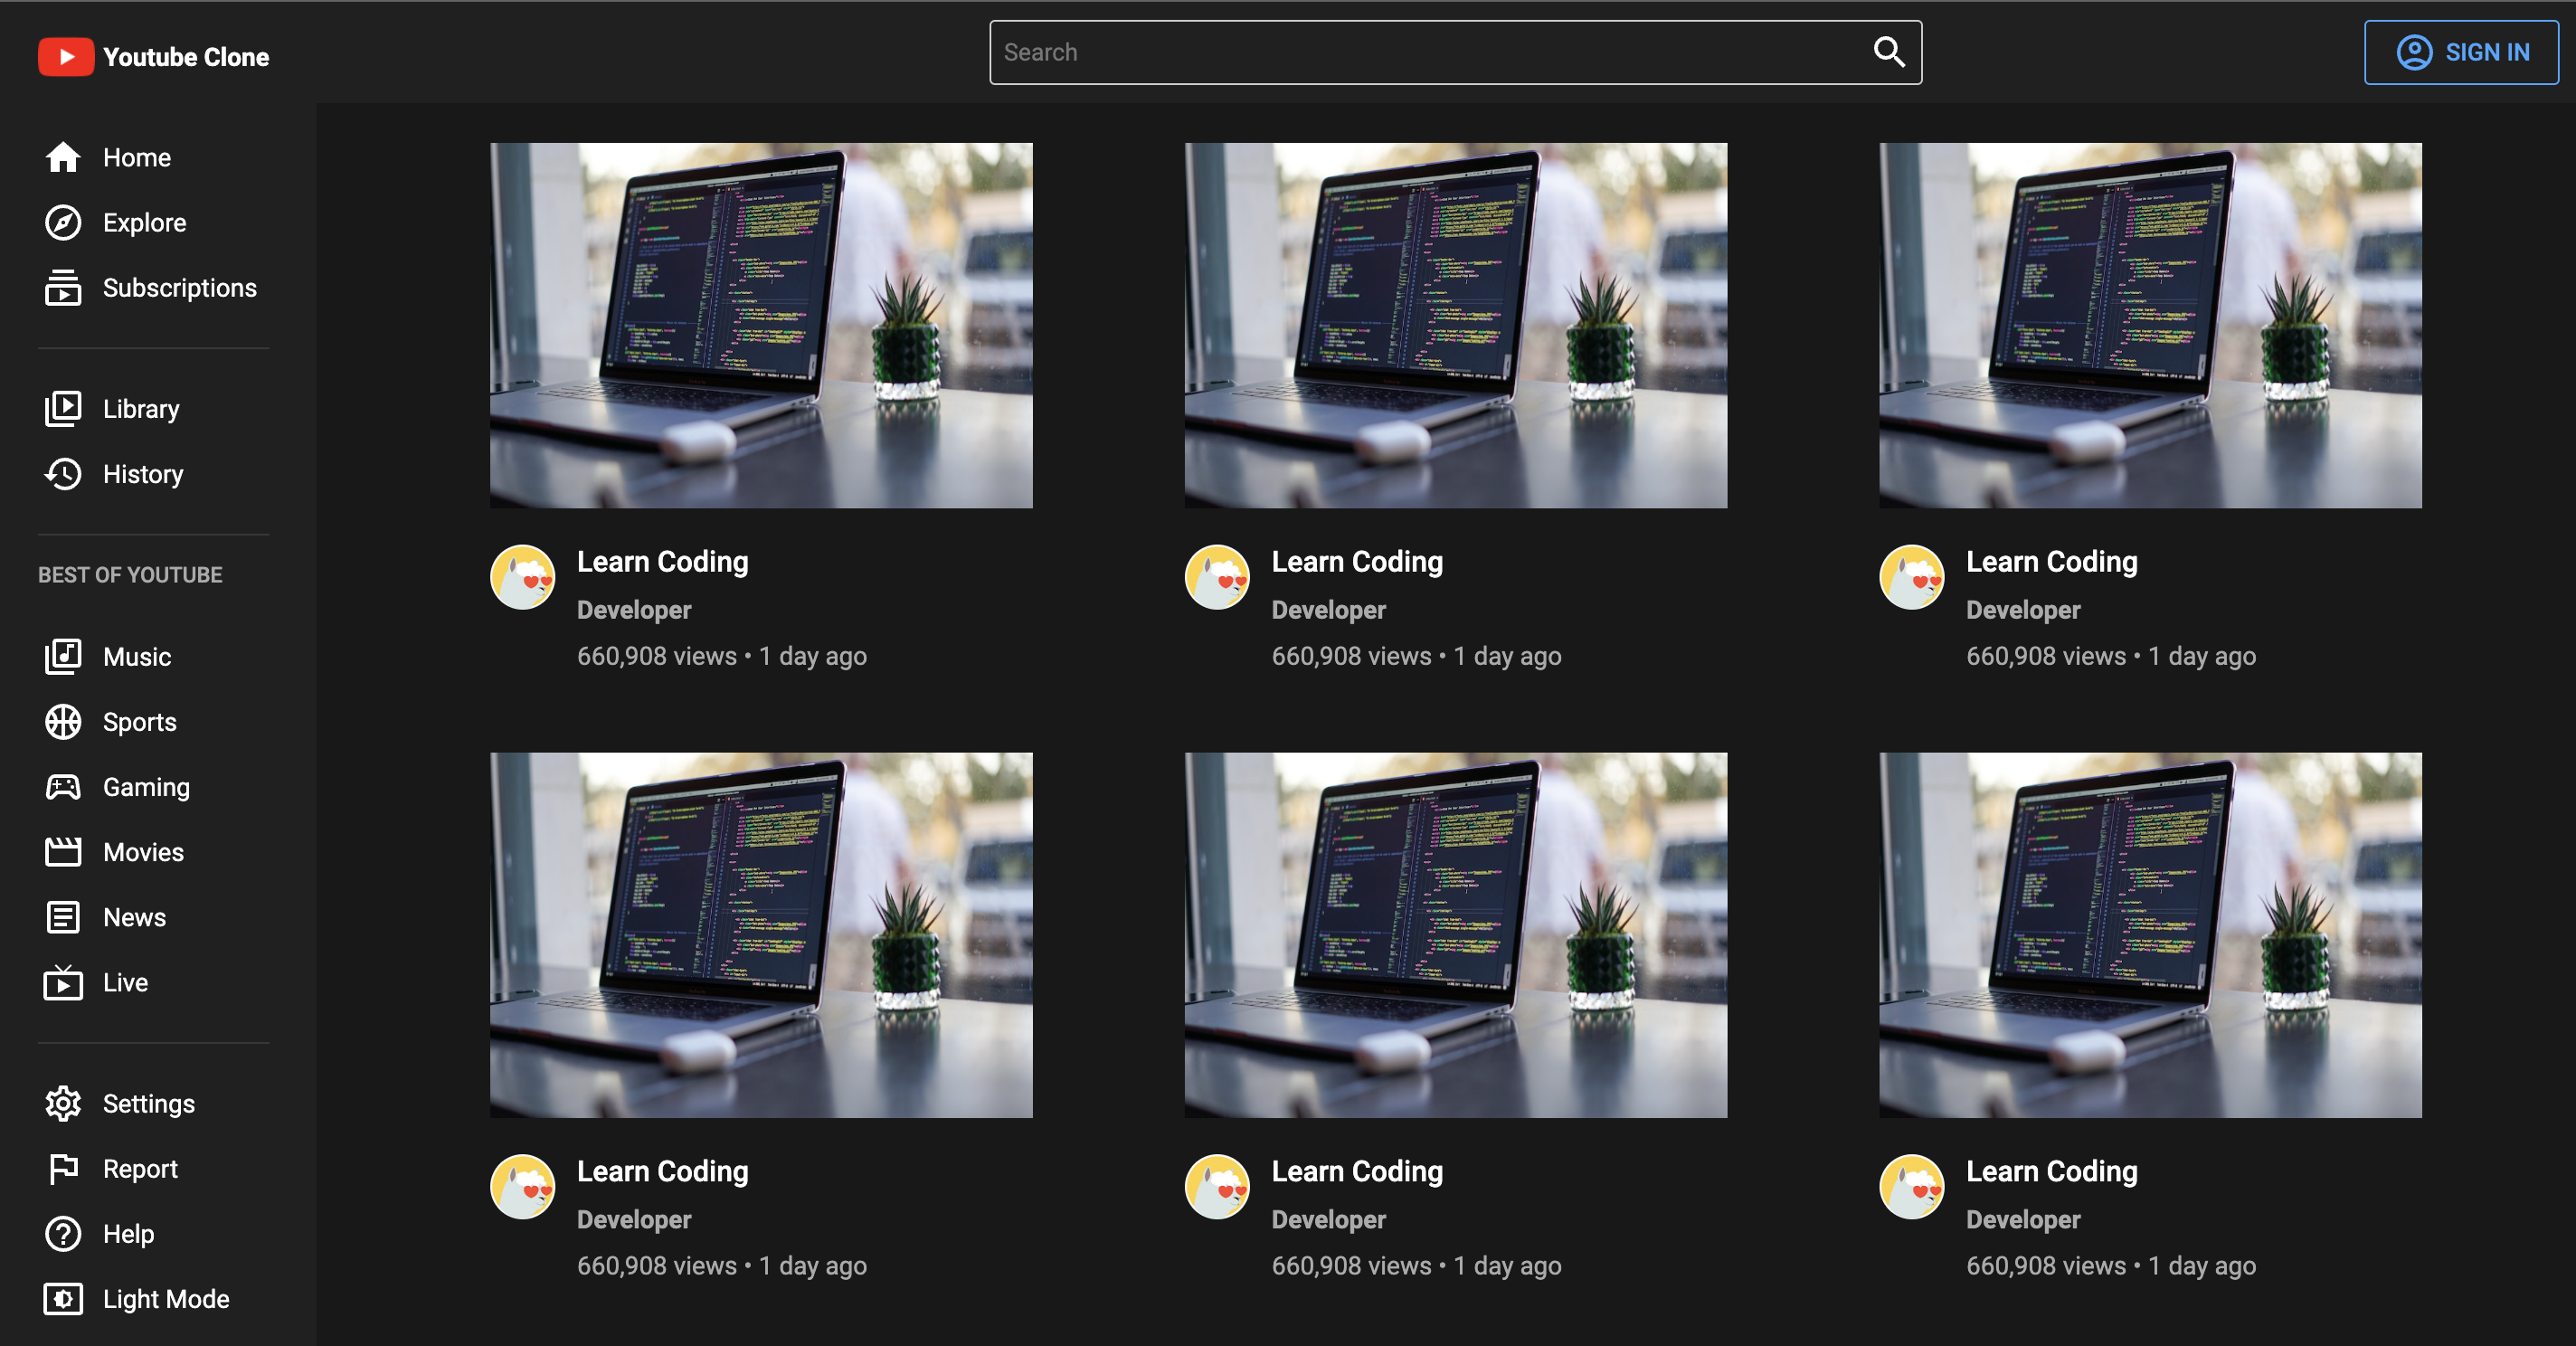 Youtube Clone
Search
SIGN IN
Home
Explore
Subscriptions
Library
History
BEST OF YOUTUBE
Music
Sports
Gaming
Movies
News
Live
Settings
Report
Help
Light Mode
Learn Coding
Developer
660,908 views • 1 day ago
Learn Coding
Developer
660,908 views • 1 day ago
Learn Coding
Developer
660,908 views • 1 day ago
Learn Coding
Developer
660,908 views • 1 day ago
Learn Coding
Developer
660,908 views • 1 day ago
Learn Coding
Developer
660,908 views • 1 day ago